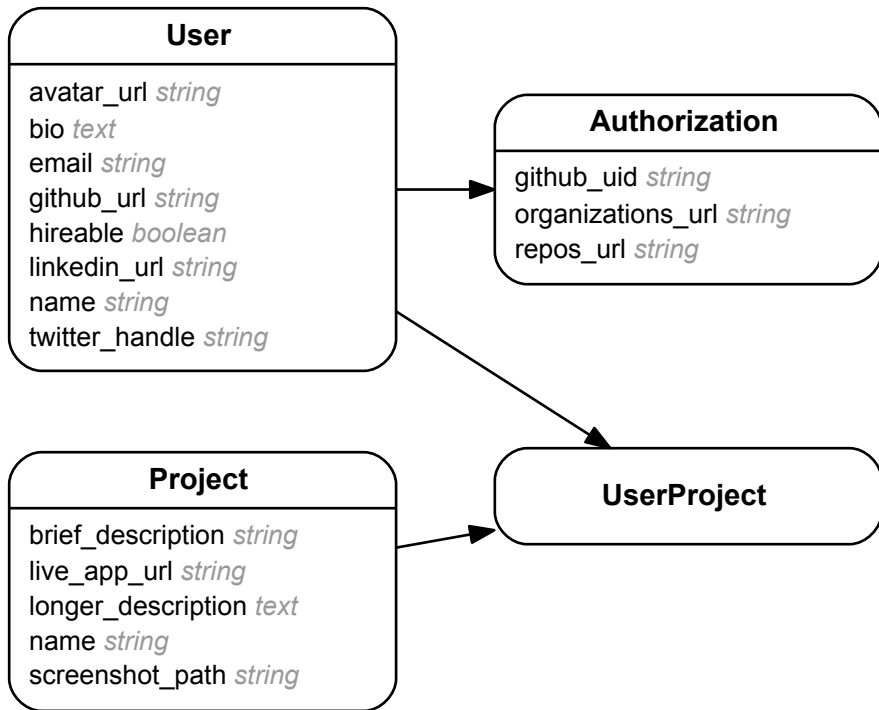 User
avatar_url string
bio text
email string
github_url string
hireable boolean
linkedin_url string
name string
twitter_handle string
Authorization
github_uid string
organizations_url string
repos_url string
Project
brief_description string
live_app_url string
longer_description text
name string
screenshot_path string
UserProject